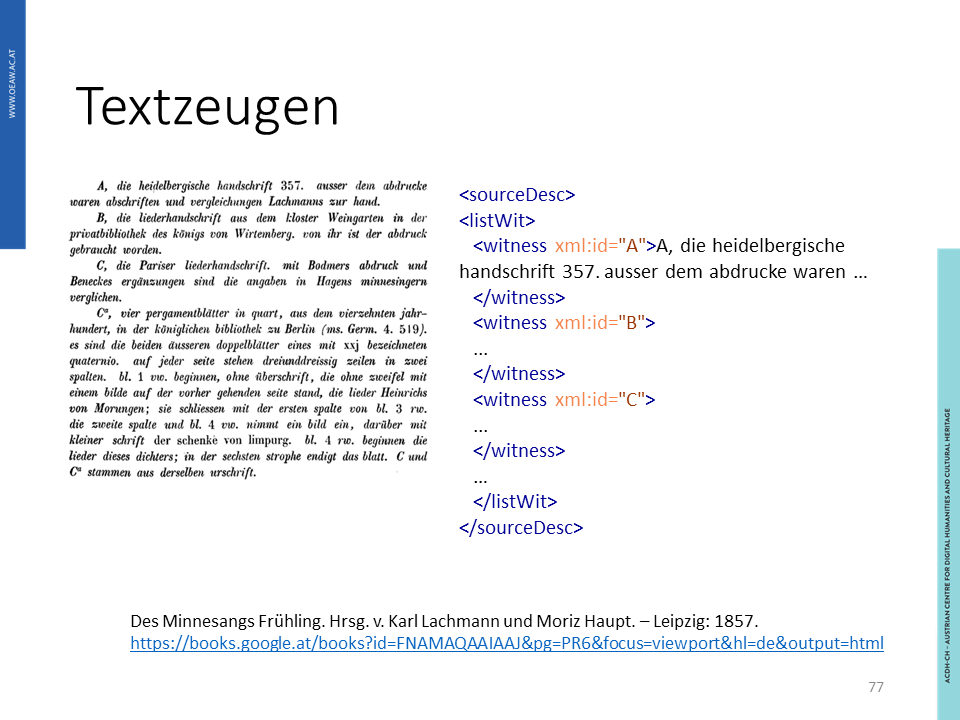 WWW.OEAW.AC.AT
Textzeugen
A, die heidelbergische handschrift 357. ausser dem abdrucke
waren abschriften und vergleichungen Lachmanns zur hand.
B, die liederhandschrift aus dem kloster Weingarten in der
privatbibliothek des königs von Wirtemberg. von ihr ist der abdruck
gebraucht worden.
C, die Pariser liederhandschrift. mit Bodmers abdruck und
Beneckes ergänzungen sind die angaben in Hagens minnesingern
verglichen.
Cª, vier pergamentblätter in quart, aus dem vierzehnten jahr-
hundert, in der königlichen bibliothek zu Berlin (ms. Germ. 4. 519).
es sind die beiden äusseren doppelblätter eines mit xxj bezeichneten
quaternio. auf jeder seite stehen dreiunddreissig zeilen in zwei
spalten. bl. 1 vw. beginnen, ohne überschrift, die ohne zweifel mit
einem bilde auf der vorher gehenden seite stand, die lieder Heinrichs
von Morungen; sie schliessen mit der ersten spalte von bl. 3 rw.
die zweite spalte und bl. 4 vw. nimmt ein bild ein, darüber mit
kleiner schrift der schenke von limpurg. bl. 4 rw. beginnen die
lieder dieses dichters; in der sechsten strophe endigt das blatt. C und
Cª stammen aus derselben urschrift.
<sourceDesc>
<listWit>
<witness xml:id="A">A, die heidelbergische
handschrift 357. ausser dem abdrucke waren ...
</witness>
<witness xml:id="B">
...
</witness>
<witness xml:id="C">
...
</witness>
...
</listWit>
</sourceDesc>
Des Minnesangs Frühling. Hrsg. v. Karl Lachmann und Moriz Haupt. – Leipzig: 1857.
https://books.google.at/books?id=FNAMAQAAIAAJ&pg=PR6&focus=viewport&hl=de&output=html
77
ACDH-CH – AUSTRIAN CENTRE FOR DIGITAL HUMANITIES AND CULTURAL HERITAGE